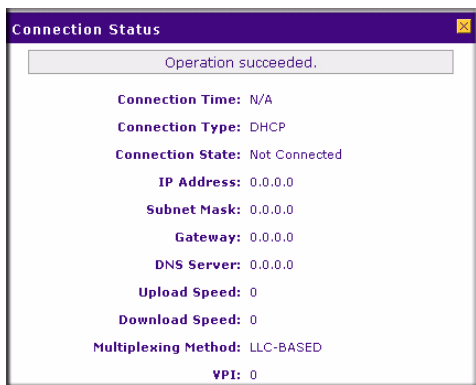 Connection Status
Operation succeeded.
Connection Time: N/A
Connection Type: DHCP
Connection State: Not Connected
IP Address: 0.0.0.0
Subnet Mask: 0.0.0.0
Gateway: 0.0.0.0
DNS Server: 0.0.0.0
Upload Speed: 0
Download Speed: 0
Multiplexing Method: LLC-BASED
VPI: 0